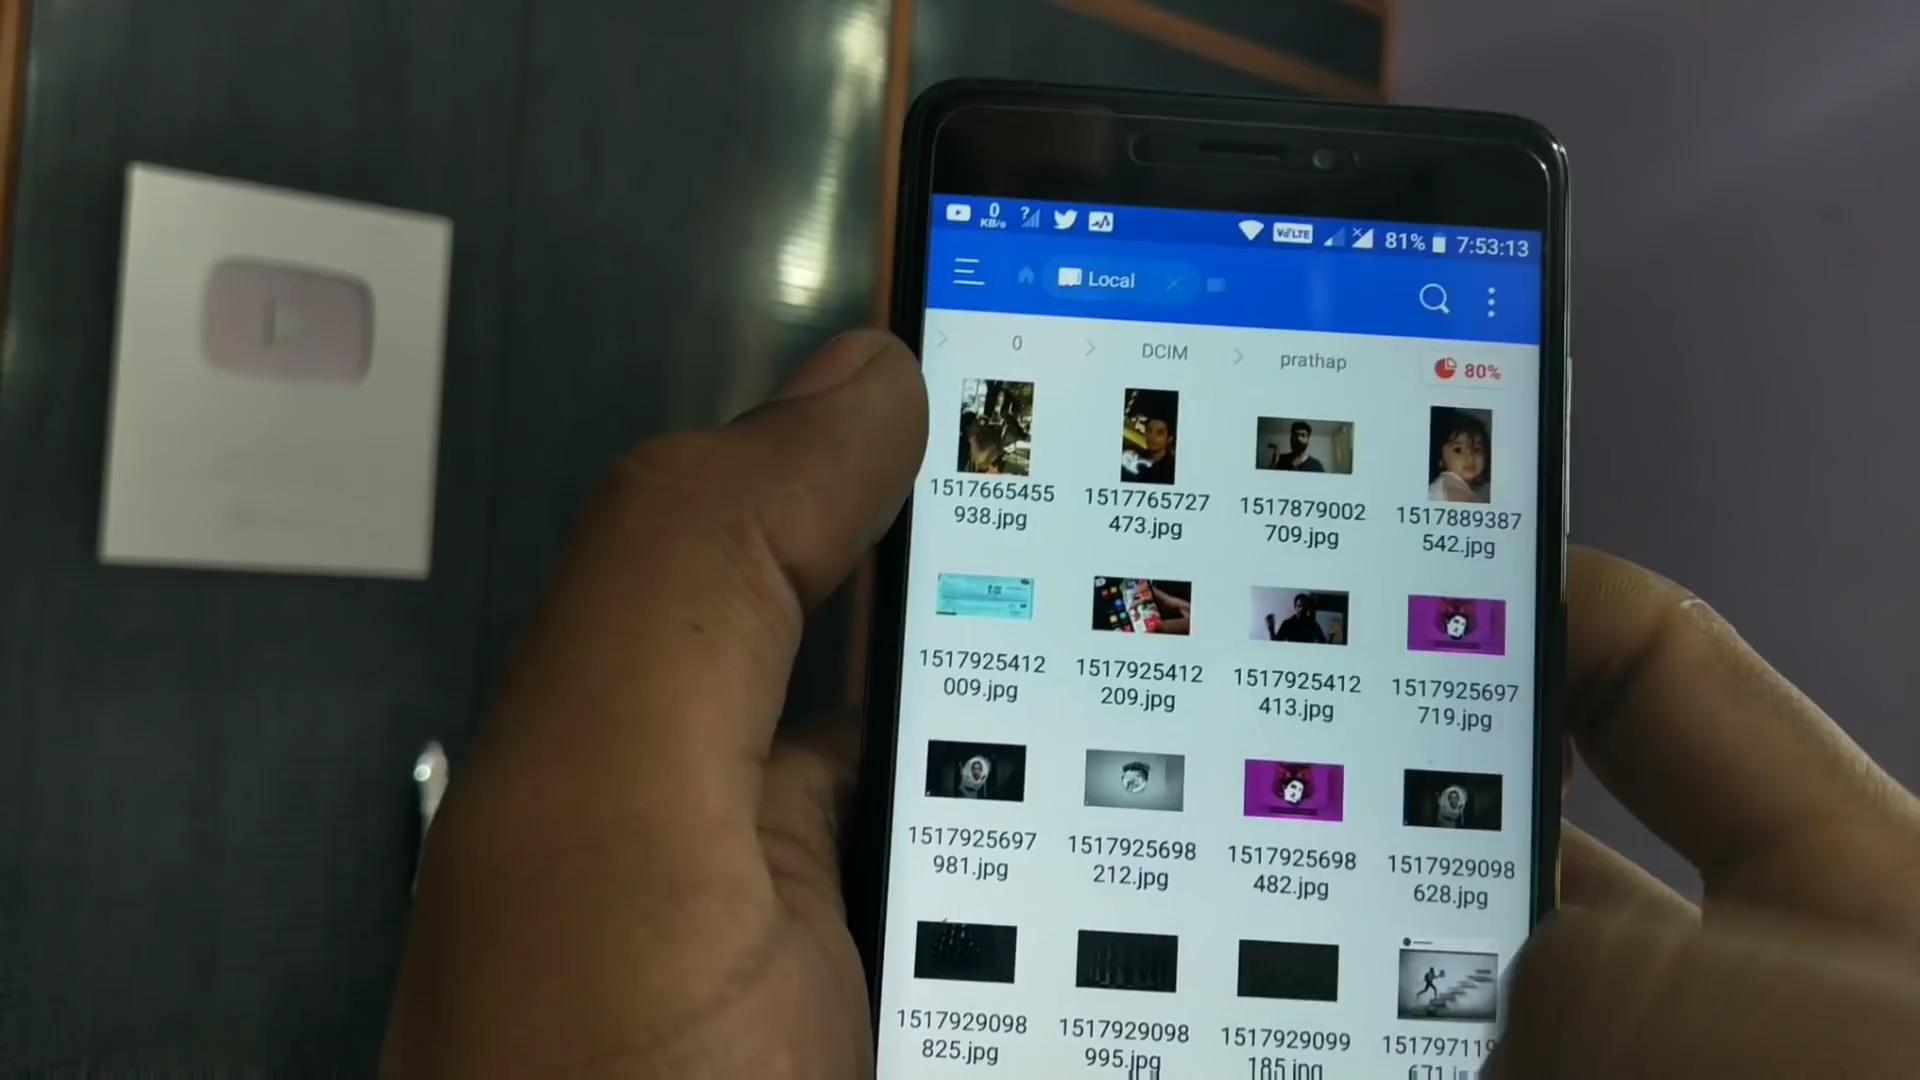 0
KB/s
?
VoLTE
81%
7:53:13
Local
0
DCIM
prathap
80%
1517665455
938.jpg
1517765727
473.jpg
1517879002
709.jpg
1517889387
542.jpg
1517925412
009.jpg
1517925412
209.jpg
1517925412
413.jpg
1517925697
719.jpg
1517925697
981.jpg
1517925698
212.jpg
1517925698
482.jpg
1517929098
628.jpg
1517929098
825.jpg
1517929098
995.jpg
1517929099
185.jpg
151797119
671.j